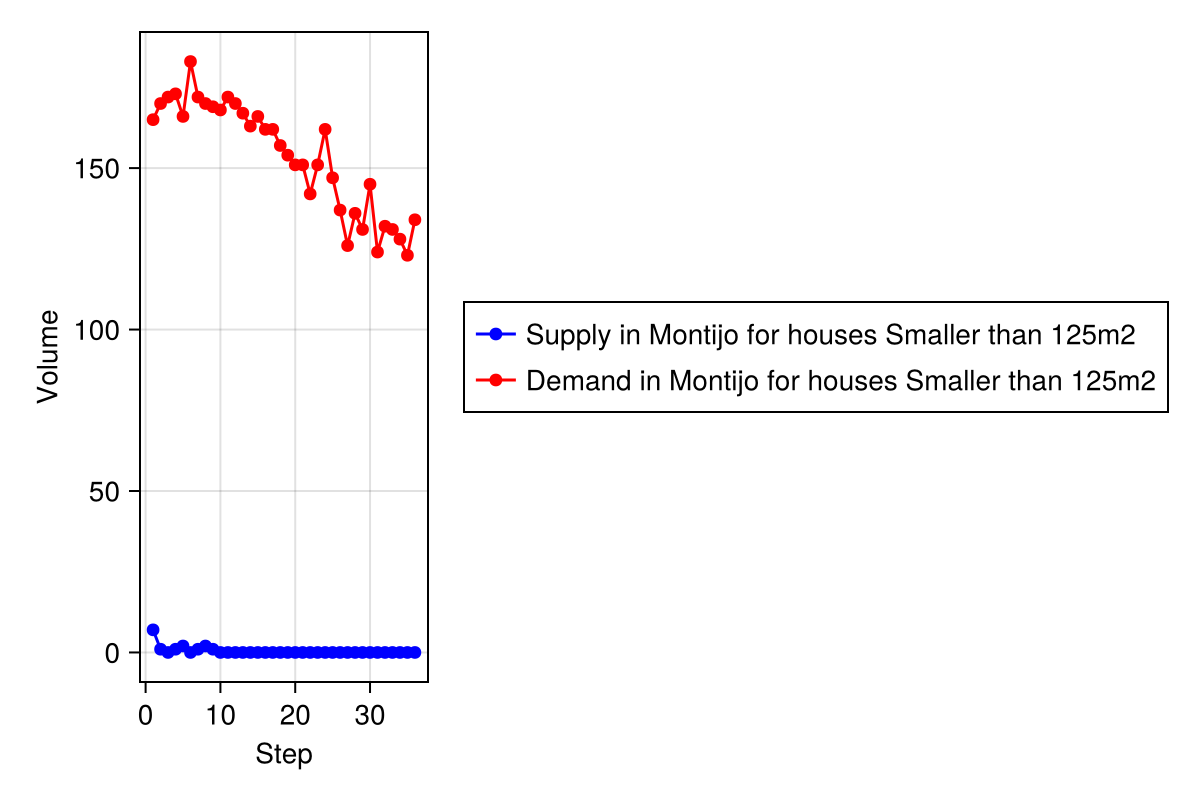 150
100
50
0
Volume
0 10 20 30
Step
Supply in Montijo for houses Smaller than 125m2
Demand in Montijo for houses Smaller than 125m2